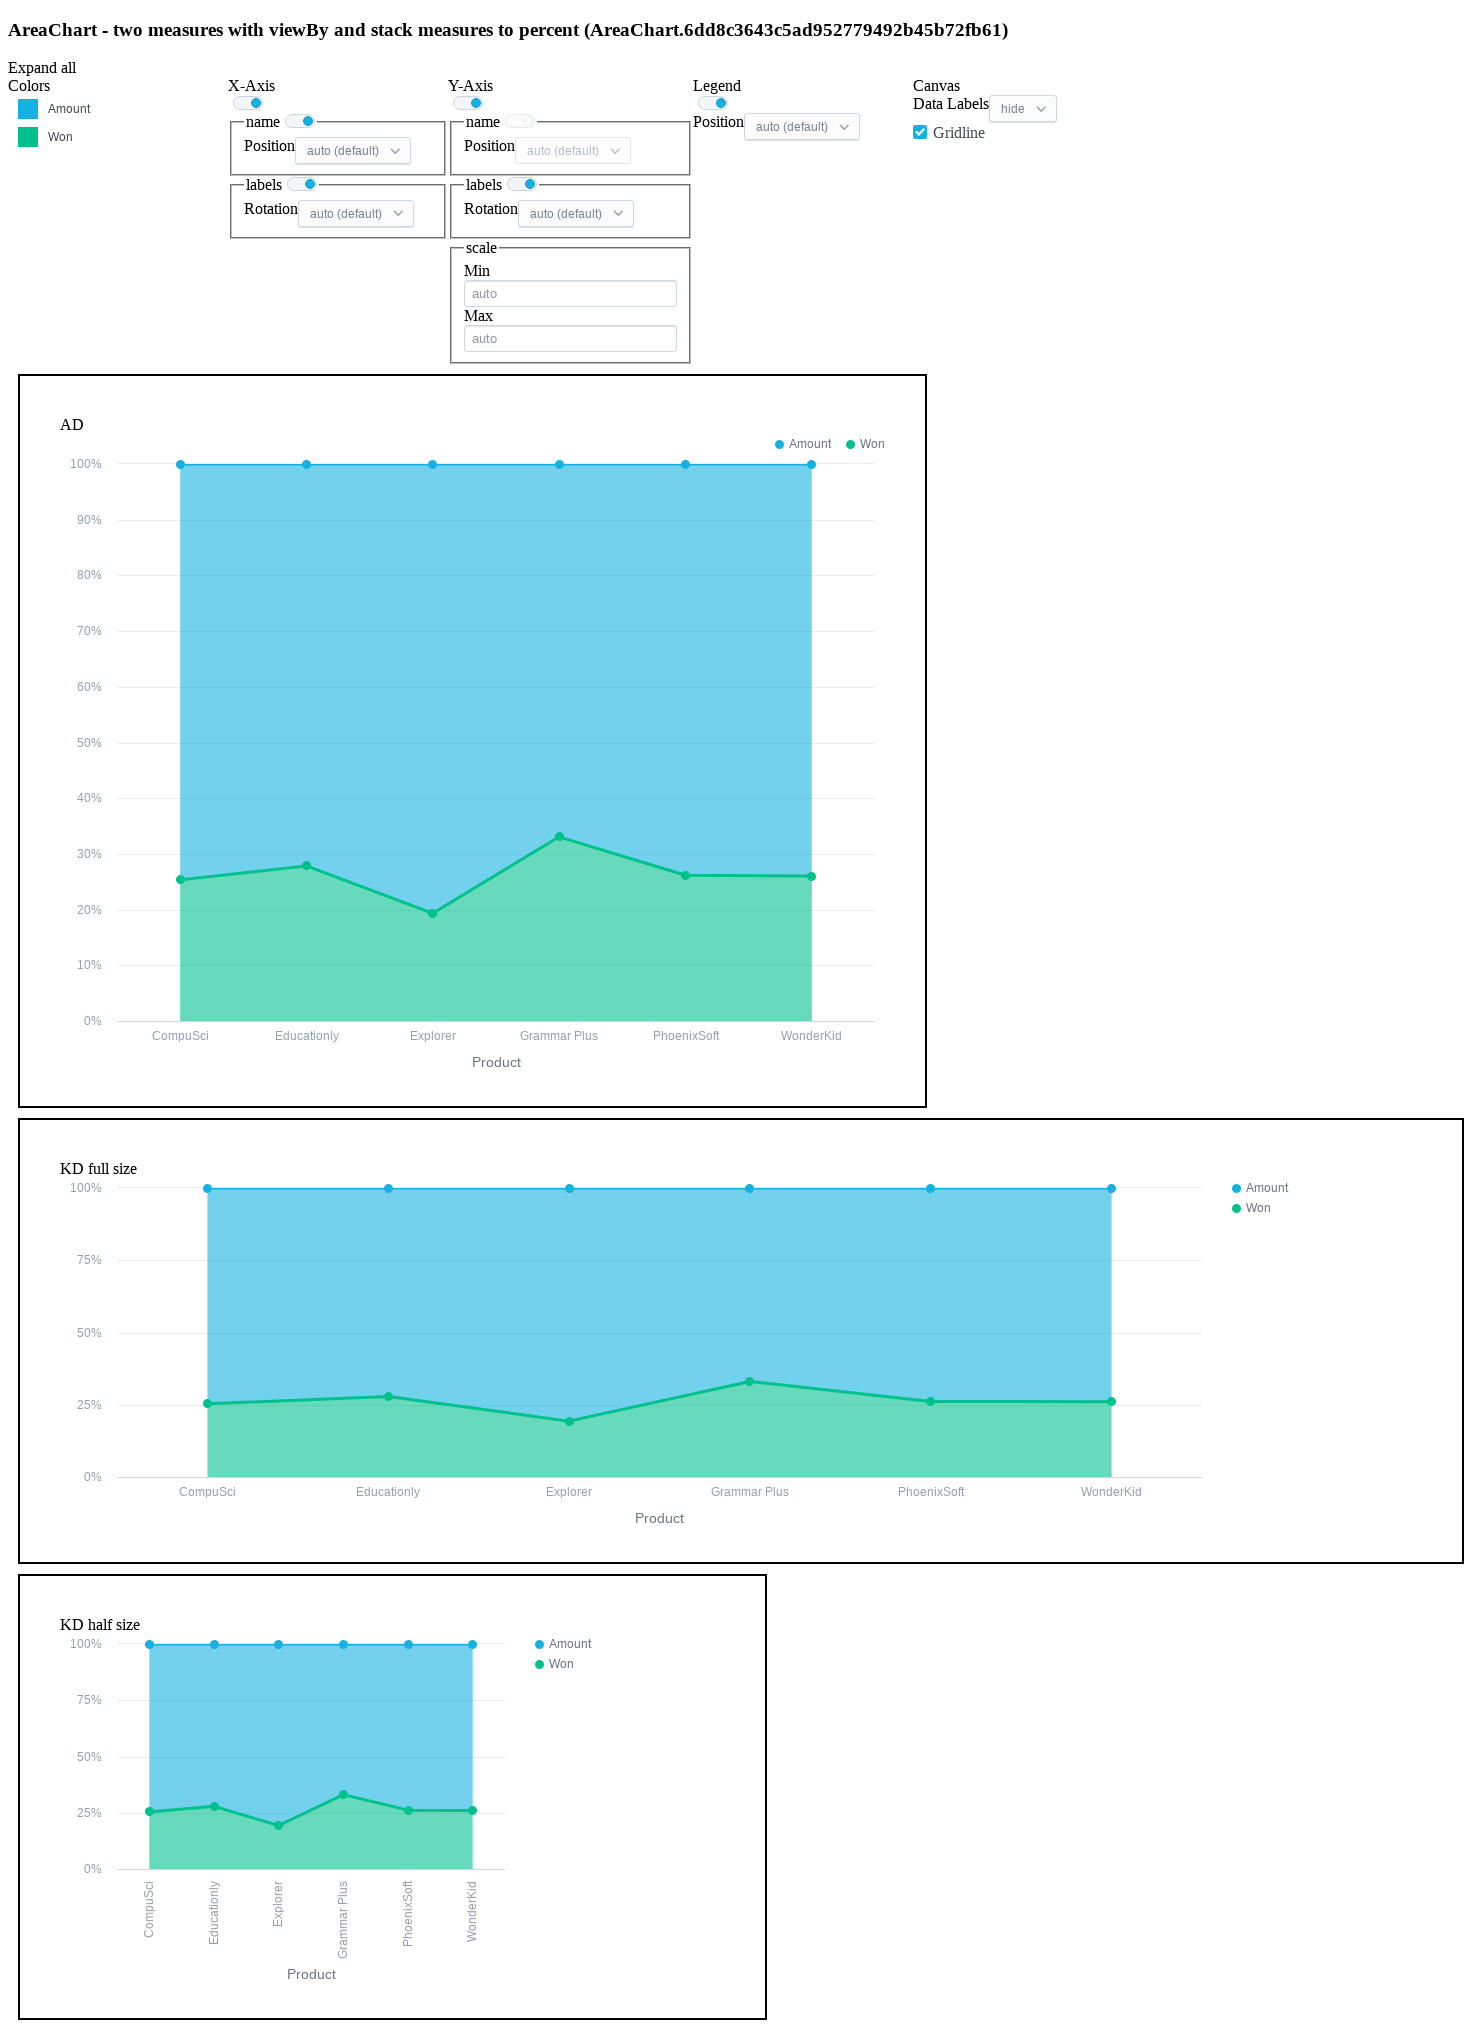 AreaChart - two measures with viewBy and stack measures to percent (AreaChart.6dd8c3643c5ad952779492b45b72fb61)
Expand all
Colors
Amount
Won
X-Axis
name
Position auto (default)
labels
Rotation auto (default)
Y-Axis
name
Position auto (default)
labels
Rotation auto (default)
scale
Min
auto
Max
auto
Legend
Position auto (default)
Canvas
Data Labels hide
Gridline
AD
Amount Won
100%
90%
80%
70%
60%
50%
40%
30%
20%
10%
0%
CompuSci Educationly Explorer Grammar Plus PhoenixSoft WonderKid
Product
KD full size
100%
75%
50%
25%
0%
Amount
Won
CompuSci Educationly Explorer Grammar Plus PhoenixSoft WonderKid
Product
KD half size
100%
75%
50%
25%
0%
Amount
Won
CompuSci
Educationly
Explorer
Grammar Plus
PhoenixSoft
WonderKid
Product